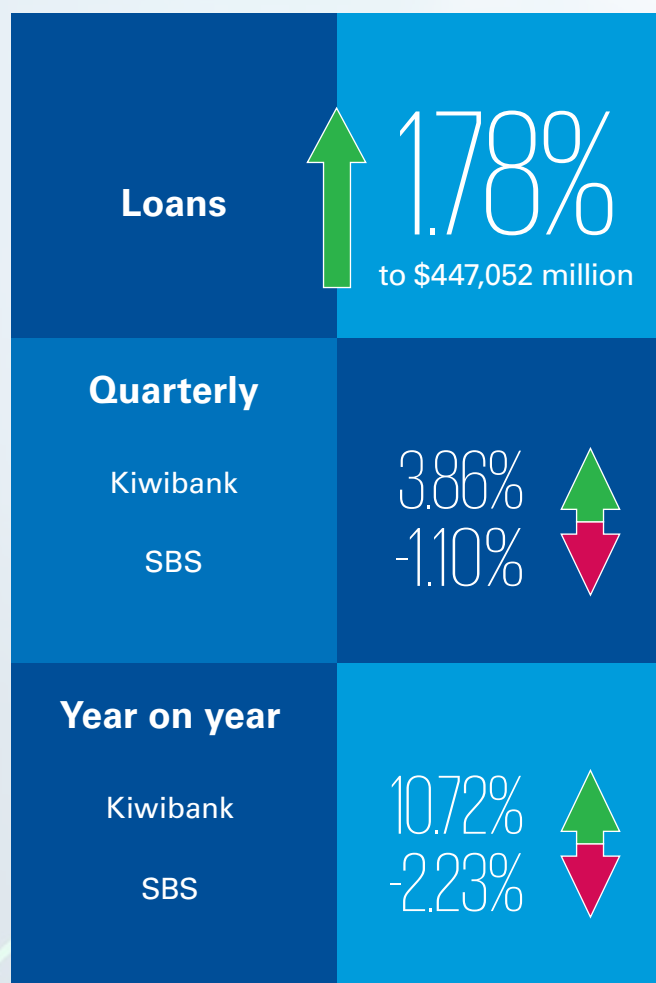 Loans
1.78%
to $447,052 million
Quarterly
Kiwibank
3.86%
SBS
-1.10%
Year on year
Kiwibank
10.72%
SBS
-2.23%